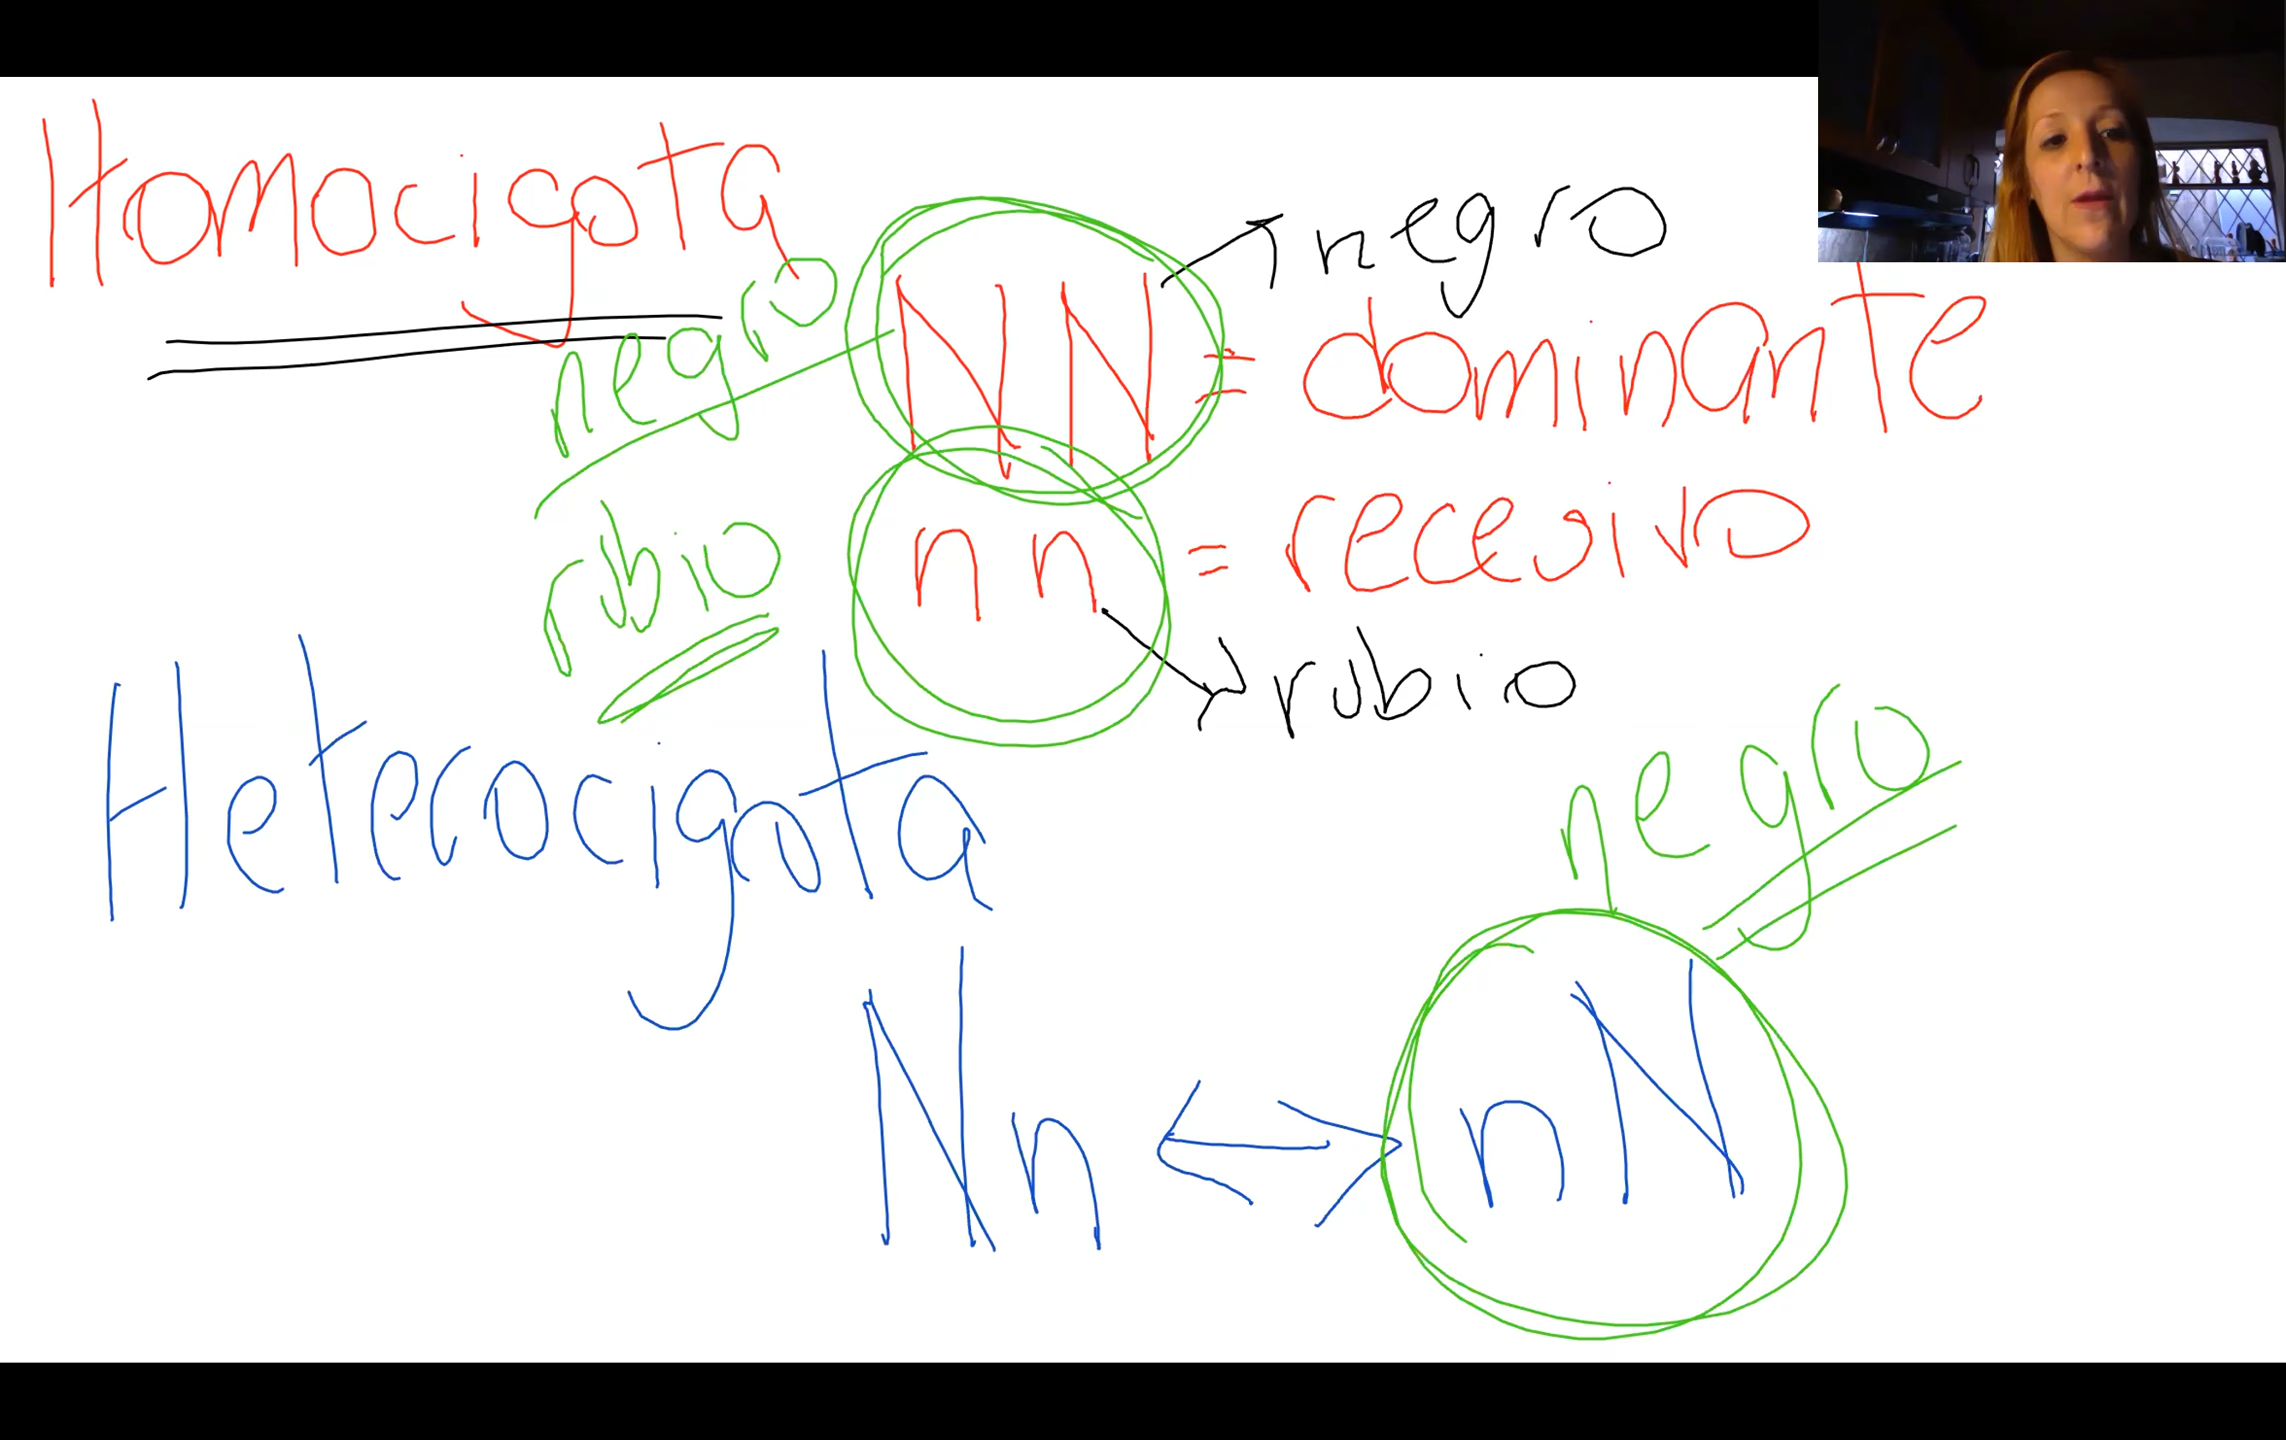 Homocigota
negro NN → negro
= dominante
rubio nn = recesivo
→ rubio
Heterocigota
negro
Nn ↔ nN